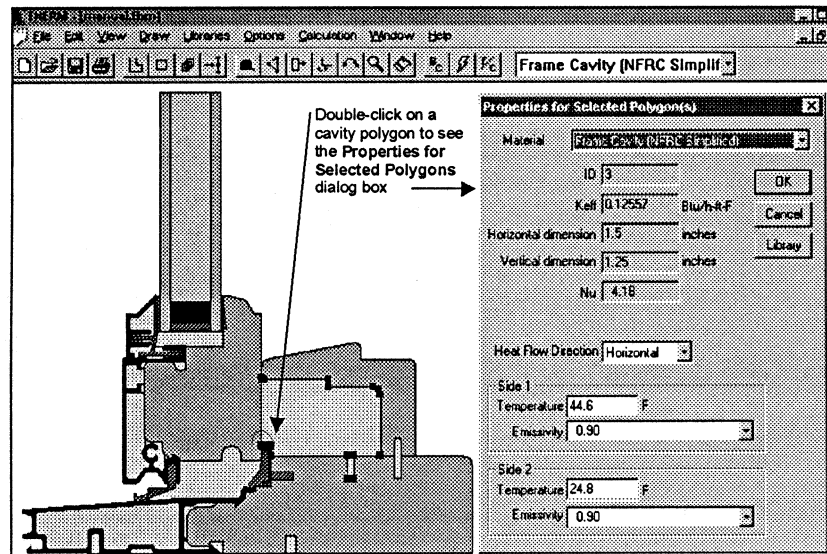 THERM - [manual.thm]
File Edit View Draw Libraries Options Calculation Window Help
Frame Cavity (NFRC Simplif
Double-click on a
cavity polygon to see
the Properties for
Selected Polygons
dialog box
Properties for Selected Polygon(s)
Material Frame Cavity (NFRC Simplified)
ID 3
Keff 0.12557 Btu/h-ft-F
Horizontal dimension 1.5 inches
Vertical dimension 1.25 inches
Nu 4.18
OK
Cancel
Library
Heat Flow Direction Horizontal
Side 1
Temperature 44.6 F
Emissivity 0.90
Side 2
Temperature 24.8 F
Emissivity 0.90